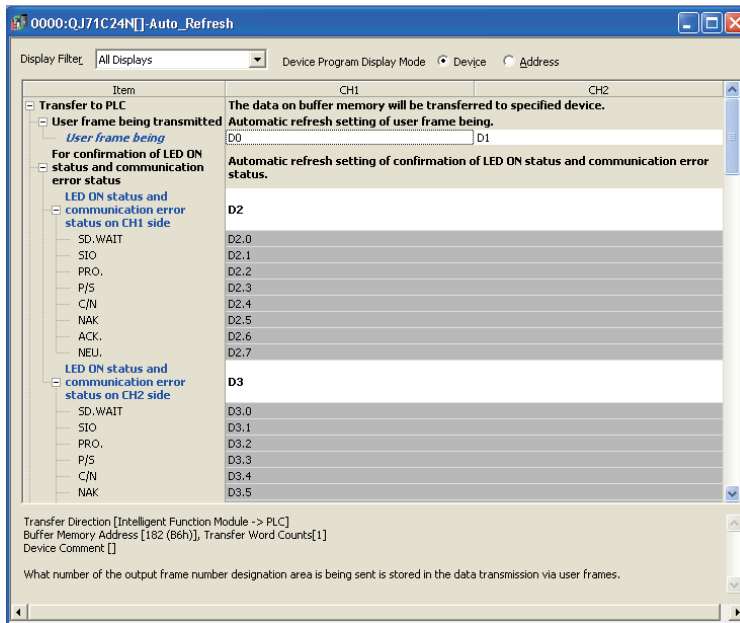 0000:QJ71C24N[]-Auto_Refresh
Display Filter All Displays Device Program Display Mode Device Address
Item CH1 CH2
Transfer to PLC The data on buffer memory will be transferred to specified device.
User frame being transmitted Automatic refresh setting of user frame being.
User frame being D0 D1
For confirmation of LED ON
status and communication
error status
Automatic refresh setting of confirmation of LED ON status and communication error
status.
LED ON status and
communication error
status on CH1 side
D2
SD.WAIT D2.0
SIO D2.1
PRO. D2.2
P/S D2.3
C/N D2.4
NAK D2.5
ACK. D2.6
NEU. D2.7
LED ON status and
communication error
status on CH2 side
D3
SD.WAIT D3.0
SIO D3.1
PRO. D3.2
P/S D3.3
C/N D3.4
NAK D3.5
Transfer Direction [Intelligent Function Module -> PLC]
Buffer Memory Address [182 (B6h)], Transfer Word Counts[1]
Device Comment []
What number of the output frame number designation area is being sent is stored in the data transmission via user frames.